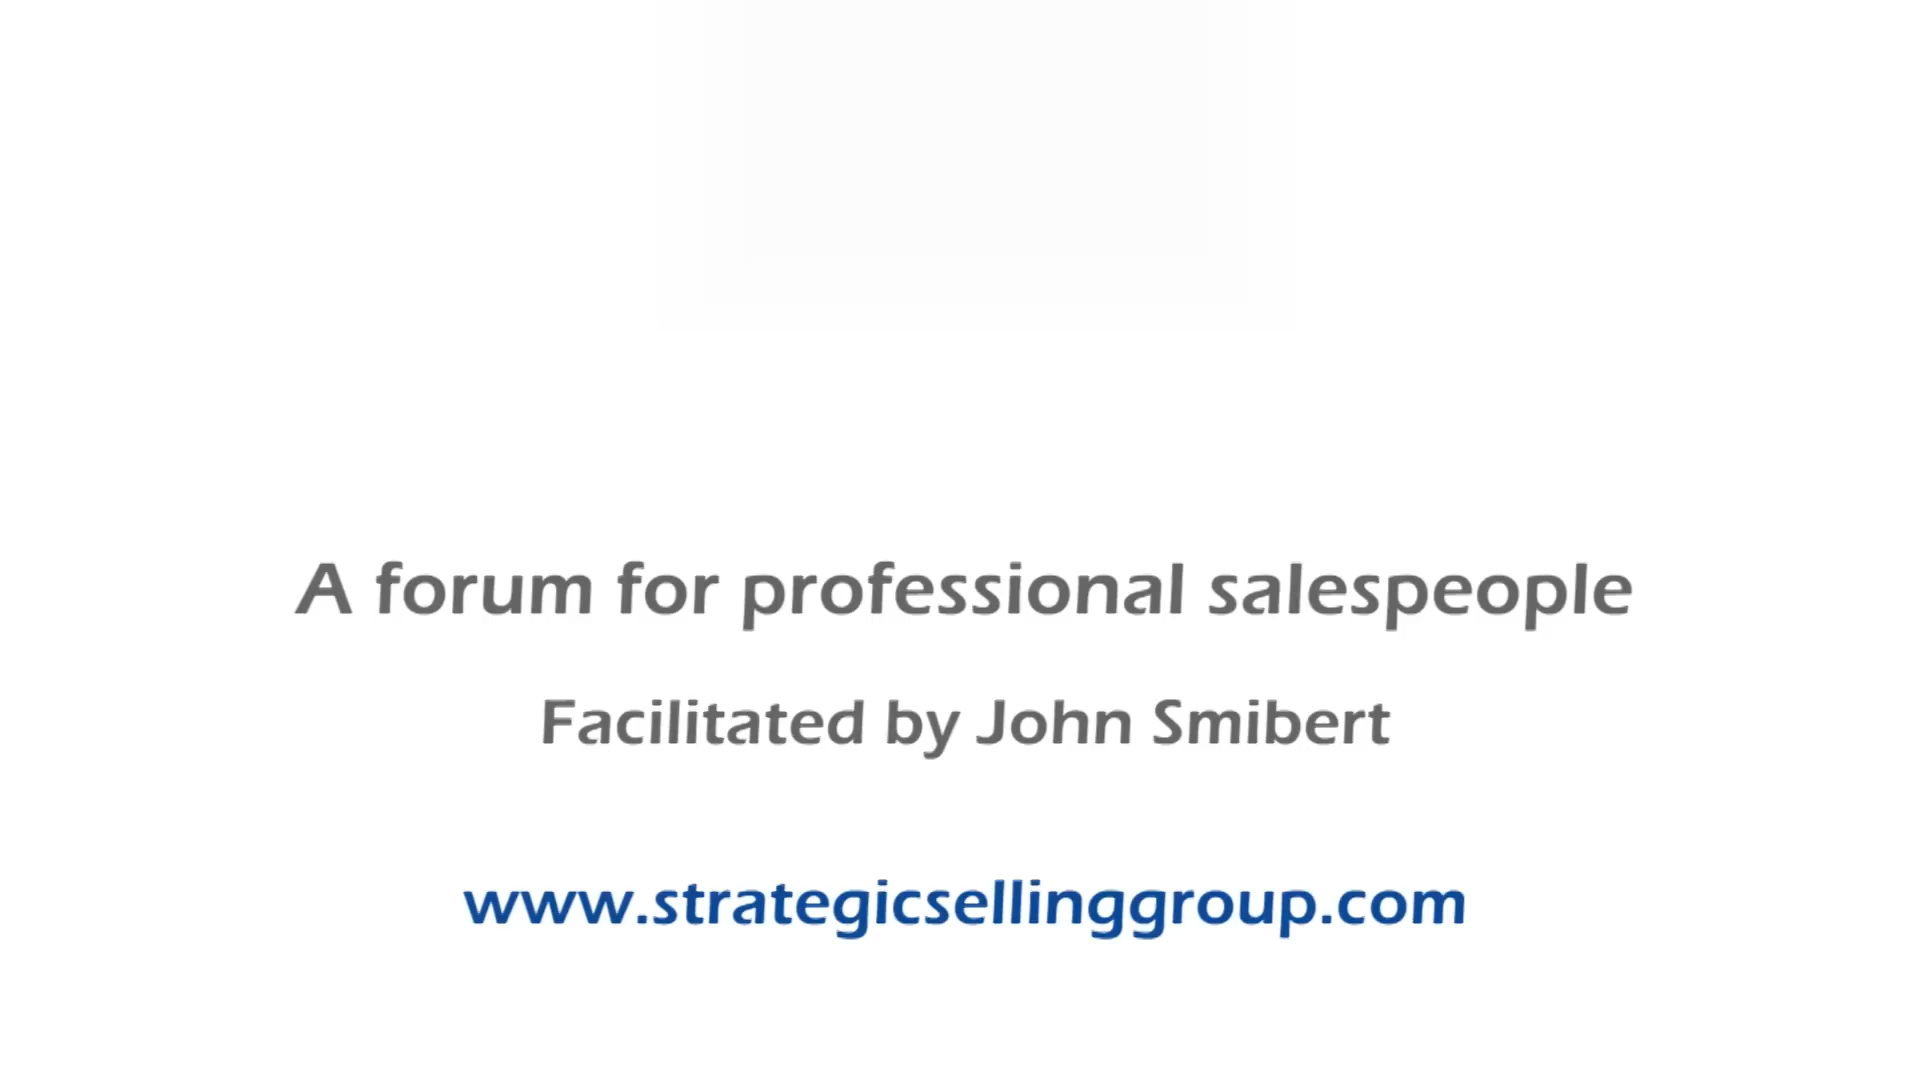 A forum for professional salespeople
Facilitated by John Smibert
www.strategicsellinggroup.com